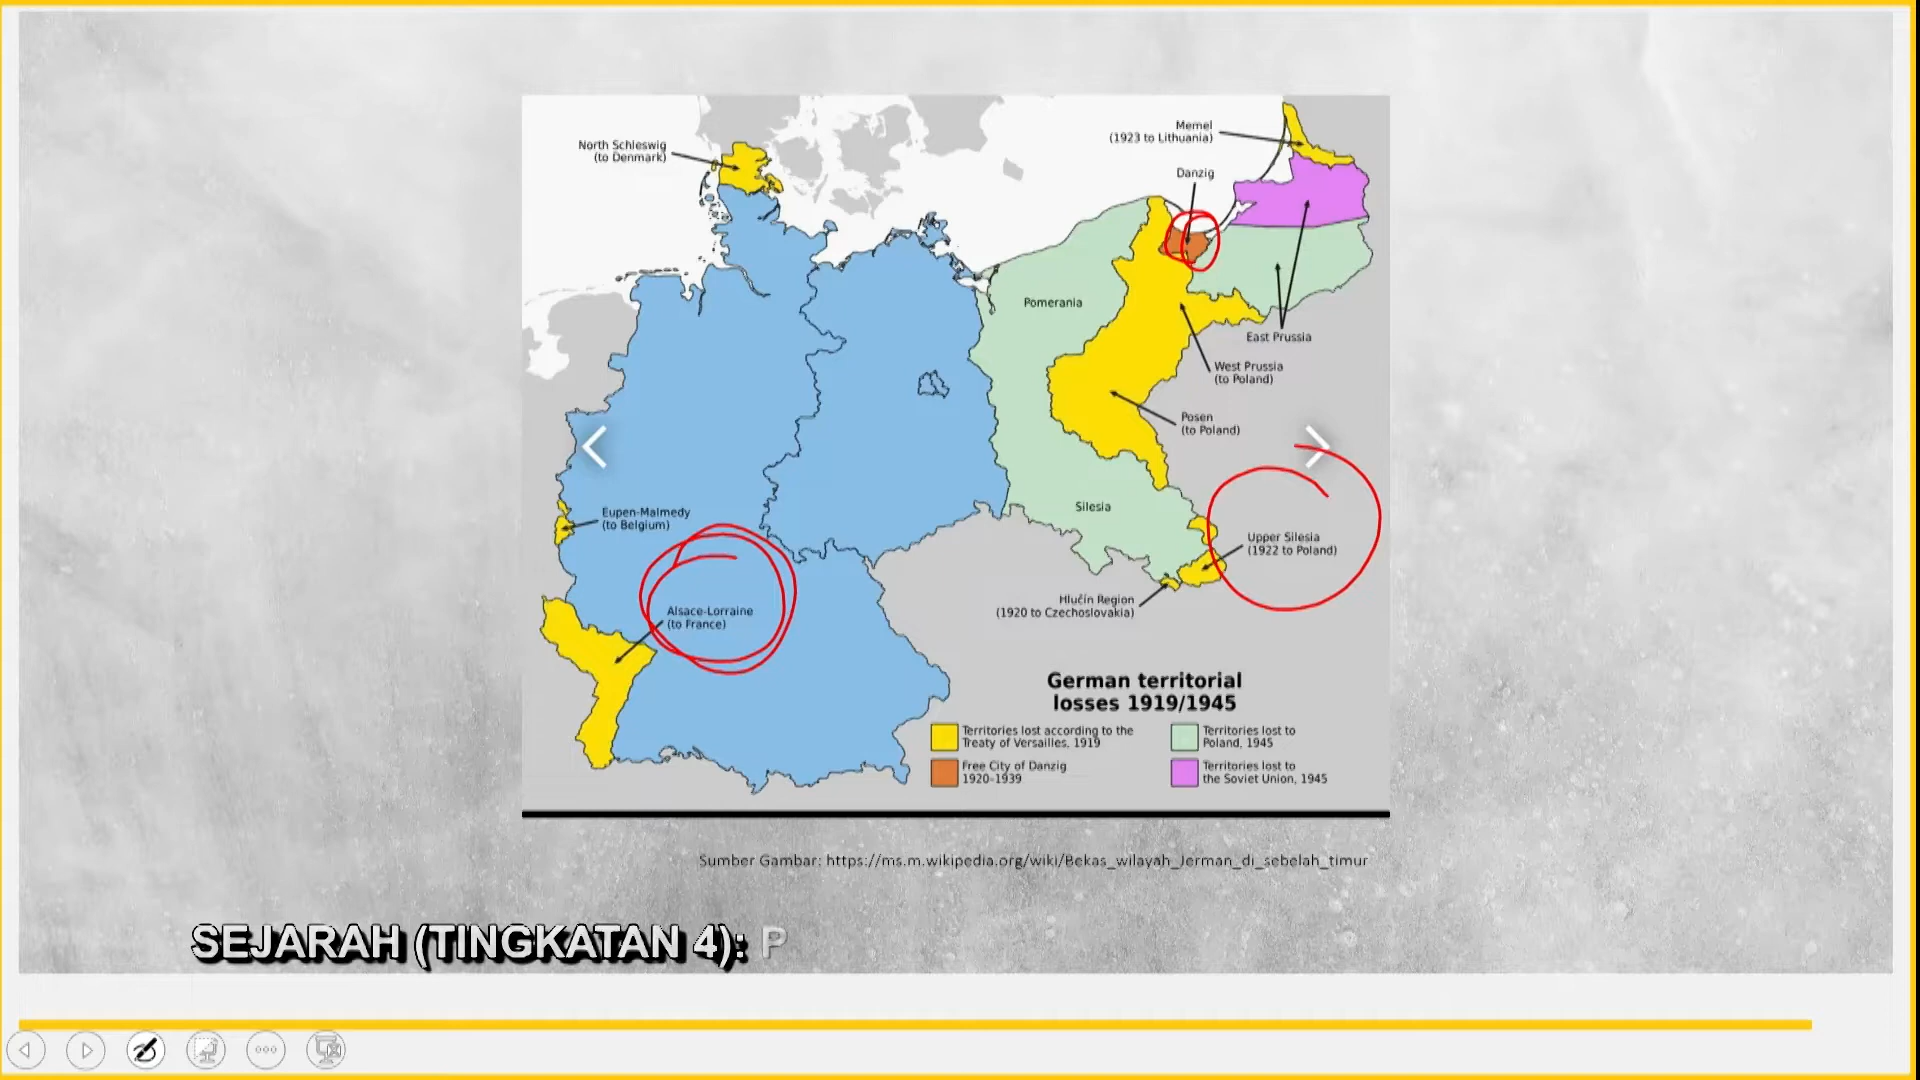 North Schleswig
(to Denmark)
Memel
(1923 to Lithuania)
Danzig
Pomerania
East Prussia
West Prussia
(to Poland)
Posen
(to Poland)
Silesia
Eupen-Malmedy
(to Belgium)
Upper Silesia
(1922 to Poland)
Hlučín Region
(1920 to Czechoslovakia)
Alsace-Lorraine
(to France)
German territorial
losses 1919/1945
Territories lost according to the
Treaty of Versailles, 1919
Free City of Danzig
1920-1939
Territories lost to
Poland, 1945
Territories lost to
the Soviet Union, 1945
Sumber Gambar: https://ms.m.wikipedia.org/wiki/Bekas_wilayah_Jerman_di_sebelah_timur
SEJARAH (TINGKATAN 4): P